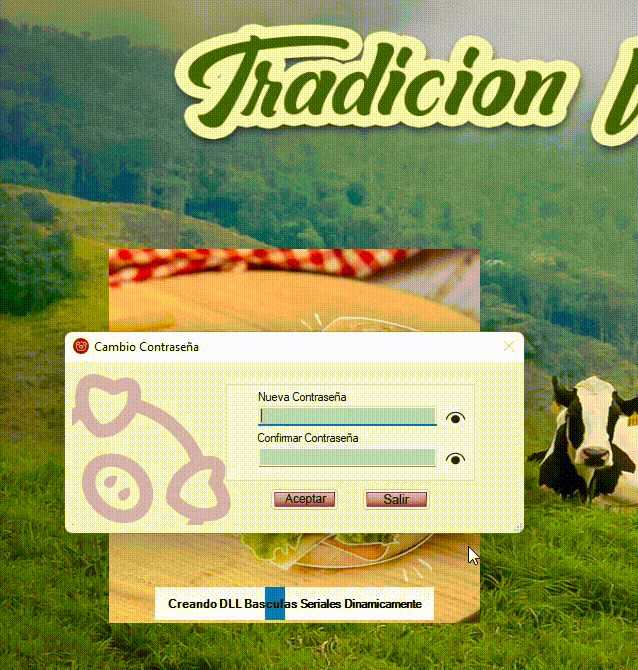 Tradicion
Cambio Contraseña
Nueva Contraseña
Confirmar Contraseña
Aceptar
Salir
Creando DLL Basculas Seriales Dinamicamente